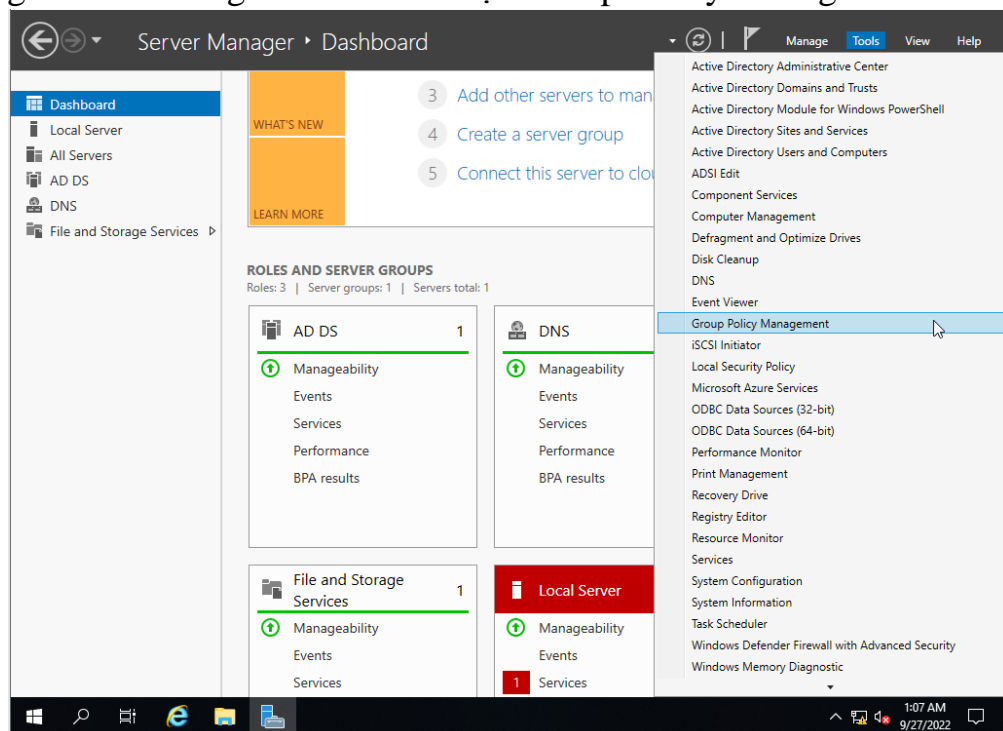 Server Manager • Dashboard
Manage Tools View Help
Dashboard
Local Server
All Servers
AD DS
DNS
File and Storage Services
WHAT'S NEW
LEARN MORE
3 Add other servers to man
4 Create a server group
5 Connect this server to clou
ROLES AND SERVER GROUPS
Roles: 3 | Server groups: 1 | Servers total: 1
AD DS 1
Manageability
Events
Services
Performance
BPA results
DNS
Manageability
Events
Services
Performance
BPA results
File and Storage
Services 1
Manageability
Events
Services
Local Server
Manageability
Events
1 Services
Active Directory Administrative Center
Active Directory Domains and Trusts
Active Directory Module for Windows PowerShell
Active Directory Sites and Services
Active Directory Users and Computers
ADSI Edit
Component Services
Computer Management
Defragment and Optimize Drives
Disk Cleanup
DNS
Event Viewer
Group Policy Management
iSCSI Initiator
Local Security Policy
Microsoft Azure Services
ODBC Data Sources (32-bit)
ODBC Data Sources (64-bit)
Performance Monitor
Print Management
Recovery Drive
Registry Editor
Resource Monitor
Services
System Configuration
System Information
Task Scheduler
Windows Defender Firewall with Advanced Security
Windows Memory Diagnostic
1:07 AM
9/27/2022